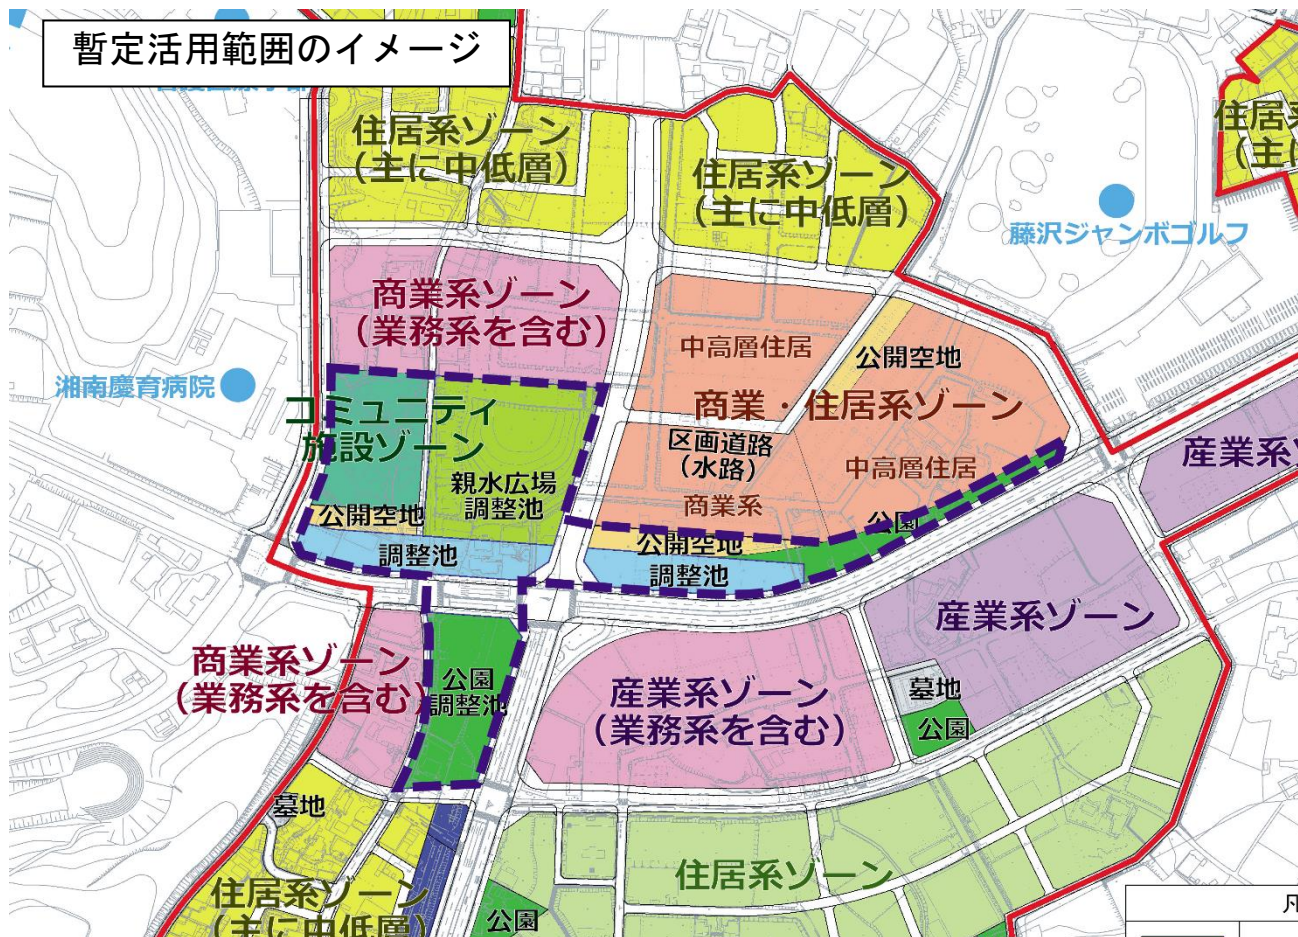 暫定活用範囲のイメージ
住居系ゾーン
(主に中低層)
住居系ゾーン
(主に中低層)
藤沢ジャンボゴルフ
商業系ゾーン
(業務系を含む)
中高層住居
公開空地
湘南慶育病院
コミュニティ
施設ゾーン
商業・住居系ゾーン
区画道路
(水路)
中高層住居
産業系
親水広場
調整池
商業系
公開空地
公園
公開空地
調整池
調整池
産業系ゾーン
商業系ゾーン
(業務系を含む)
公園
調整池
産業系ゾーン
(業務系を含む)
墓地
公園
墓地
住居系ゾーン
住居系ゾーン
(主に中低層)
公園